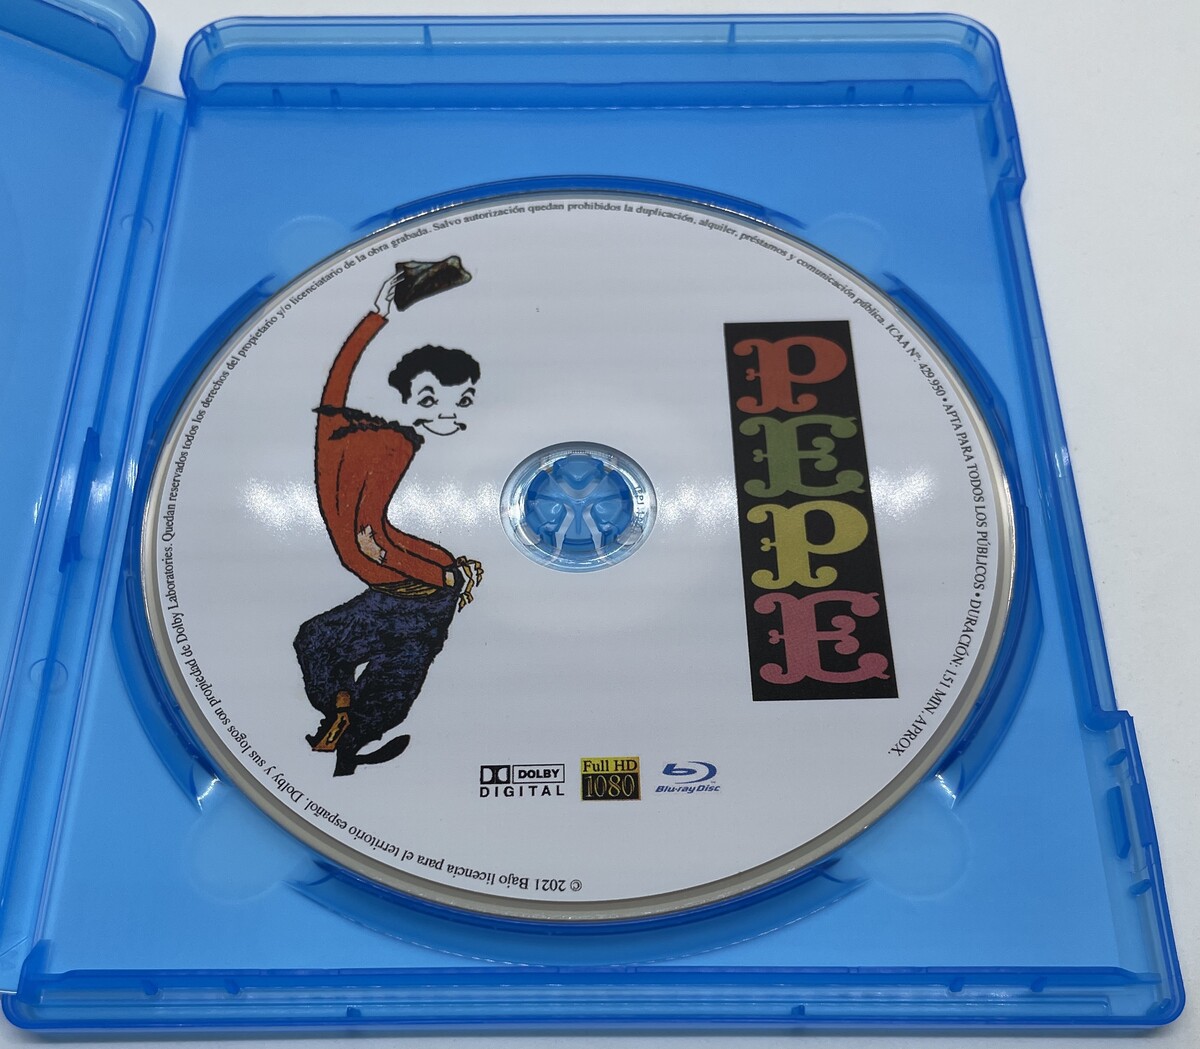 © 2021 Bajo licencia para el territorio español. Dolby y sus logos son propiedad de Dolby Laboratories. Quedan reservados todos los derechos del propietario y/o licenciatario de la obra grabada. Salvo autorización quedan prohibidos la duplicación, alquiler, préstamos y comunicación pública. ICAA Nº: 429.950 • APTA PARA TODOS LOS PÚBLICOS • DURACIÓN: 151 MIN. APROX.
PEPE
DOLBY
DIGITAL
Full HD
1080
Blu-ray Disc